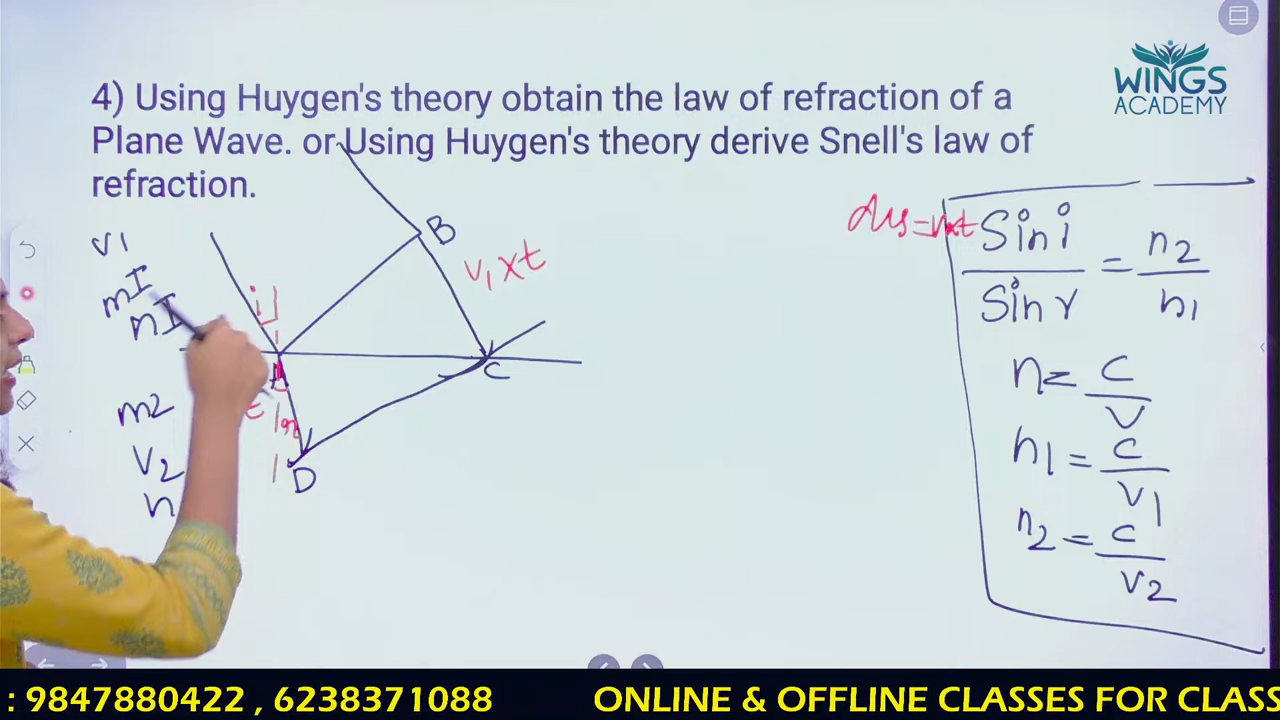 WINGS
ACADEMY
4) Using Huygen's theory obtain the law of refraction of a
Plane Wave. or Using Huygen's theory derive Snell's law of
refraction.
v1
mI
nI
m2
v2
n
i
B
v1 x t
C
D
t
Sin i / Sin r = n2 / n1
n = c / v
n1 = c / v1
n2 = c / v2
: 9847880422 , 6238371088 ONLINE & OFFLINE CLASSES FOR CLASS